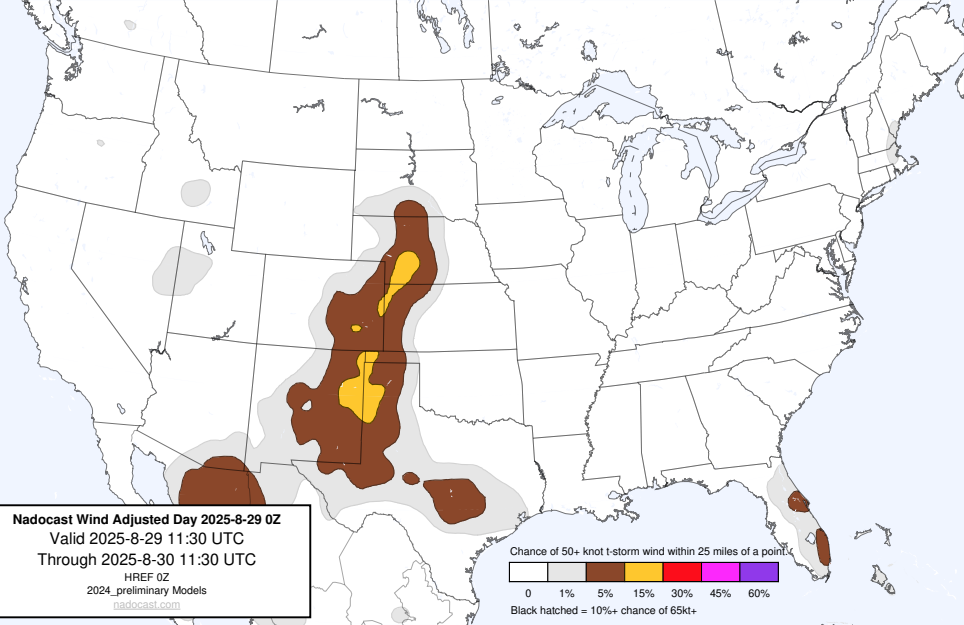 Nadocast Wind Adjusted Day 2025-8-29 0Z
Valid 2025-8-29 11:30 UTC
Through 2025-8-30 11:30 UTC
HREF 0Z
2024_preliminary Models
nadocast.com
Chance of 50+ knot t-storm wind within 25 miles of a point.
0 1% 5% 15% 30% 45% 60%
Black hatched = 10%+ chance of 65kt+